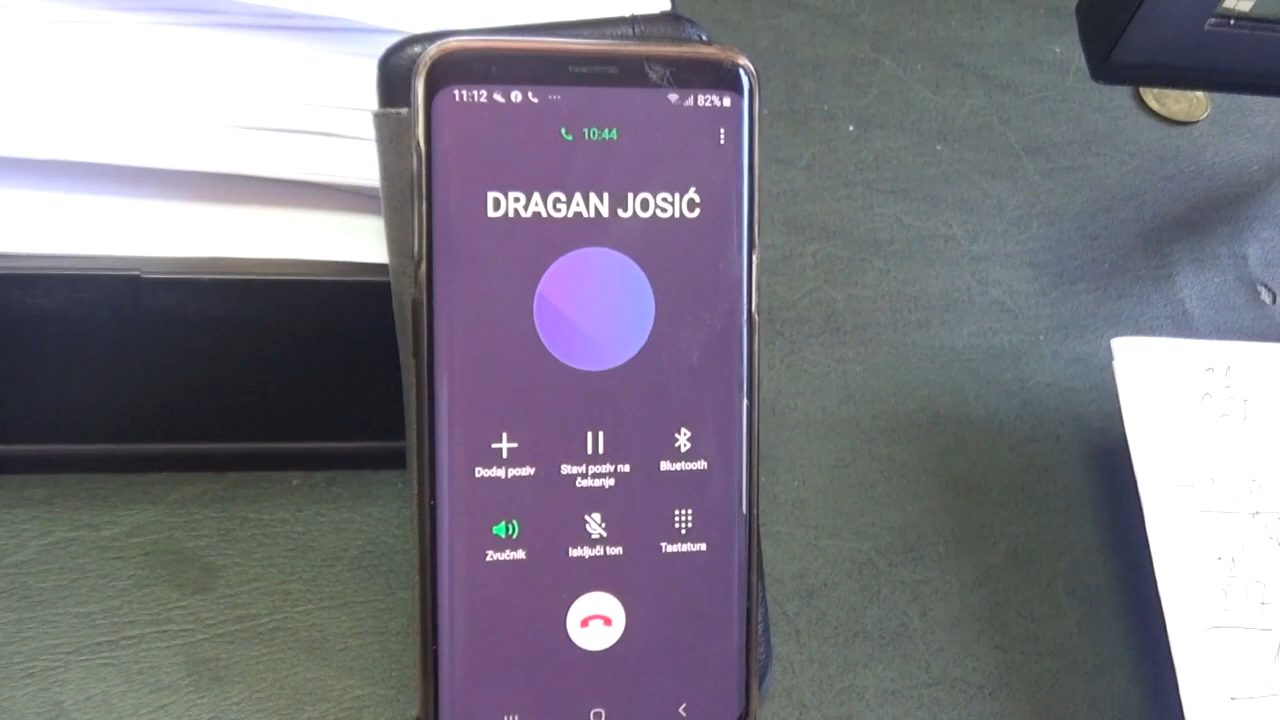 11:12 82%
10:44
DRAGAN JOSIĆ
Dodaj poziv
Stavi poziv na
čekanje
Bluetooth
Zvučnik
Isključi ton
Tastatura